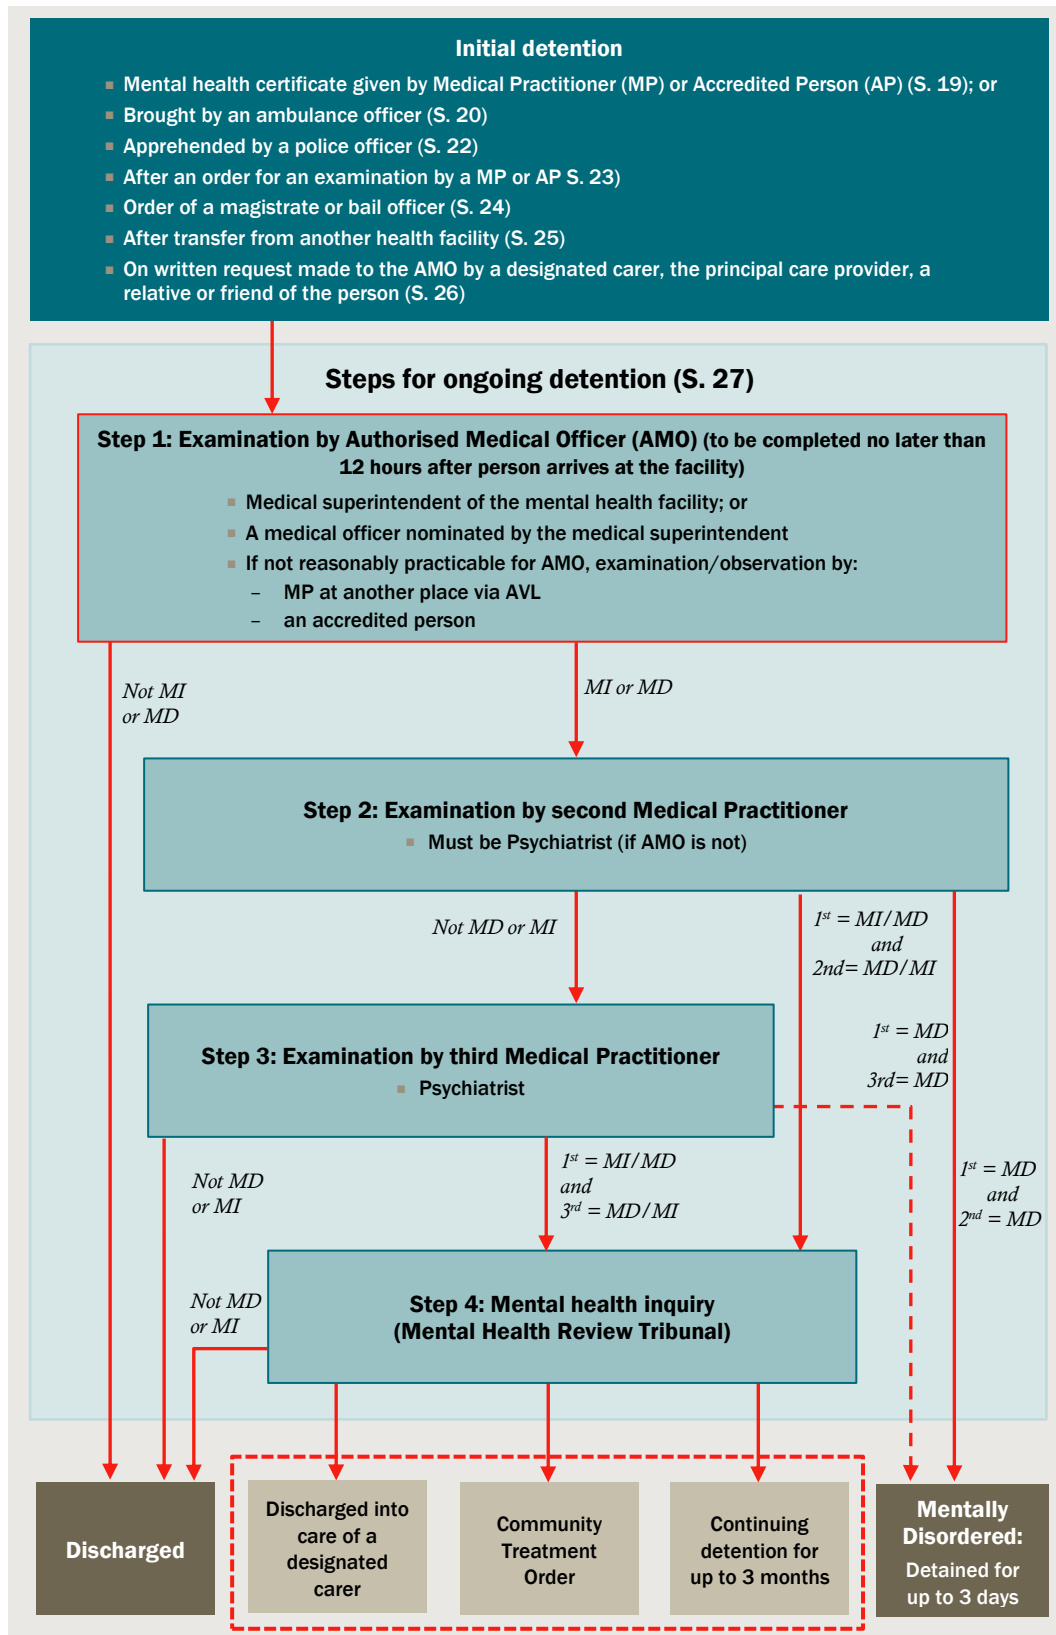 Initial detention
▪ Mental health certificate given by Medical Practitioner (MP) or Accredited Person (AP) (S. 19); or
▪ Brought by an ambulance officer (S. 20)
▪ Apprehended by a police officer (S. 22)
▪ After an order for an examination by a MP or AP S. 23)
▪ Order of a magistrate or bail officer (S. 24)
▪ After transfer from another health facility (S. 25)
▪ On written request made to the AMO by a designated carer, the principal care provider, a
relative or friend of the person (S. 26)
Steps for ongoing detention (S. 27)
Step 1: Examination by Authorised Medical Officer (AMO) (to be completed no later than
12 hours after person arrives at the facility)
▪ Medical superintendent of the mental health facility; or
▪ A medical officer nominated by the medical superintendent
▪ If not reasonably practicable for AMO, examination/observation by:
– MP at another place via AVL
– an accredited person
Not MI
or MD
MI or MD
Step 2: Examination by second Medical Practitioner
▪ Must be Psychiatrist (if AMO is not)
Not MD or MI
1st = MI/MD
and
2nd= MD/MI
Step 3: Examination by third Medical Practitioner
▪ Psychiatrist
1st = MD
and
3rd= MD
Not MD
or MI
1st = MI/MD
and
3rd = MD/MI
1st = MD
and
2nd = MD
Step 4: Mental health inquiry
(Mental Health Review Tribunal)
Not MD
or MI
Discharged
Discharged into
care of a
designated
carer
Community
Treatment
Order
Continuing
detention for
up to 3 months
Mentally
Disordered:
Detained for
up to 3 days